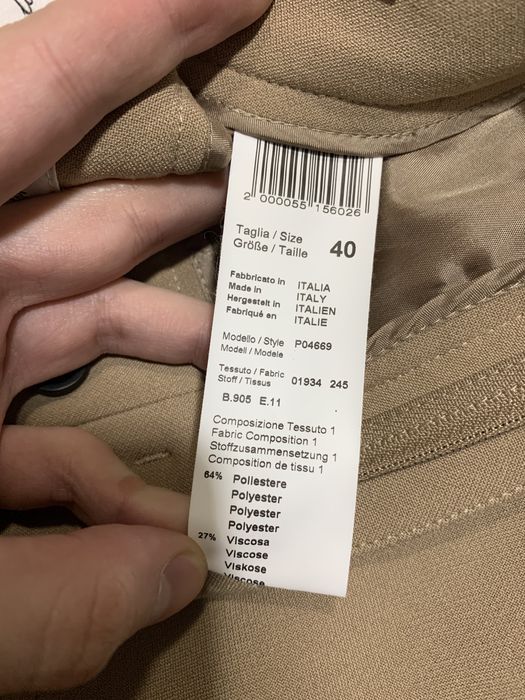 2 000055 156026
Taglia / Size
Größe / Taille
40
Fabbricato in ITALIA
Made in ITALY
Hergestelt in ITALIEN
Fabriqué en ITALIE
Modello / Style P04669
Modell / Modele
Tessuto / Fabric 01934 245
Stoff / Tissus
B.905 E.11
Composizione Tessuto 1
Fabric Composition 1
Stoffzusammensetzung 1
Composition de tissu 1
64% Poliestere
Polyester
Polyester
Polyester
27% Viscosa
Viscose
Viskose
Viscose